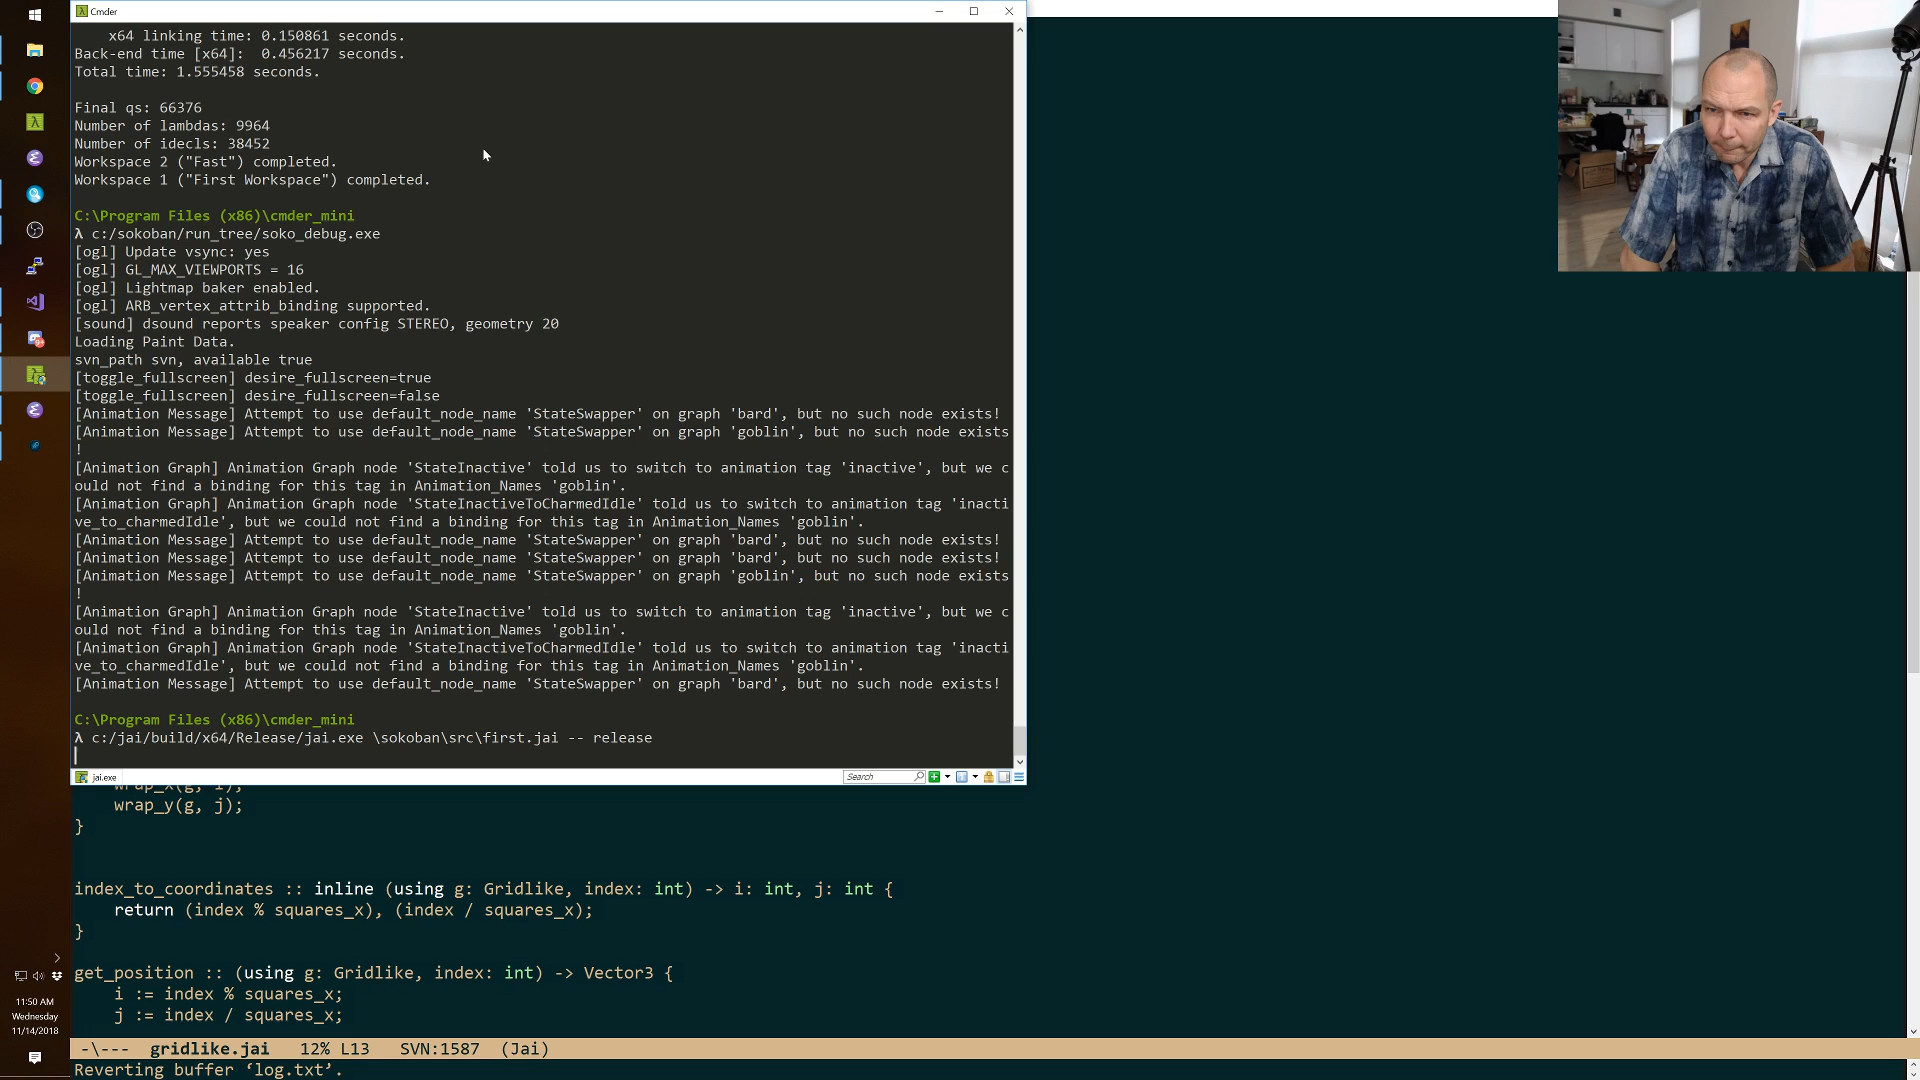 Cmder
x64 linking time: 0.150861 seconds.
Back-end time [x64]:  0.456217 seconds.
Total time: 1.555458 seconds.
Final qs: 66376
Number of lambdas: 9964
Number of idecls: 38452
Workspace 2 ("Fast") completed.
Workspace 1 ("First Workspace") completed.
C:\Program Files (x86)\cmder_mini
λ c:/sokoban/run_tree/soko_debug.exe
[ogl] Update vsync: yes
[ogl] GL_MAX_VIEWPORTS = 16
[ogl] Lightmap baker enabled.
[ogl] ARB_vertex_attrib_binding supported.
[sound] dsound reports speaker config STEREO, geometry 20
Loading Paint Data.
svn_path svn, available true
[toggle_fullscreen] desire_fullscreen=true
[toggle_fullscreen] desire_fullscreen=false
[Animation Message] Attempt to use default_node_name 'StateSwapper' on graph 'bard', but no such node exists!
[Animation Message] Attempt to use default_node_name 'StateSwapper' on graph 'goblin', but no such node exists
!
[Animation Graph] Animation Graph node 'StateInactive' told us to switch to animation tag 'inactive', but we c
ould not find a binding for this tag in Animation_Names 'goblin'.
[Animation Graph] Animation Graph node 'StateInactiveToCharmedIdle' told us to switch to animation tag 'inacti
ve_to_charmedIdle', but we could not find a binding for this tag in Animation_Names 'goblin'.
[Animation Message] Attempt to use default_node_name 'StateSwapper' on graph 'bard', but no such node exists!
[Animation Message] Attempt to use default_node_name 'StateSwapper' on graph 'bard', but no such node exists!
[Animation Message] Attempt to use default_node_name 'StateSwapper' on graph 'goblin', but no such node exists
!
[Animation Graph] Animation Graph node 'StateInactive' told us to switch to animation tag 'inactive', but we c
ould not find a binding for this tag in Animation_Names 'goblin'.
[Animation Graph] Animation Graph node 'StateInactiveToCharmedIdle' told us to switch to animation tag 'inacti
ve_to_charmedIdle', but we could not find a binding for this tag in Animation_Names 'goblin'.
[Animation Message] Attempt to use default_node_name 'StateSwapper' on graph 'bard', but no such node exists!
C:\Program Files (x86)\cmder_mini
λ c:/jai/build/x64/Release/jai.exe \sokoban\src\first.jai -- release
jai.exe
Search
wrap_x(g, i);
wrap_y(g, j);
}
index_to_coordinates :: inline (using g: Gridlike, index: int) -> i: int, j: int {
return (index % squares_x), (index / squares_x);
}
get_position :: (using g: Gridlike, index: int) -> Vector3 {
i := index % squares_x;
j := index / squares_x;
-\---  gridlike.jai   12% L13   SVN:1587  (Jai)
Reverting buffer ‘log.txt’.
11:50 AM
Wednesday
11/14/2018